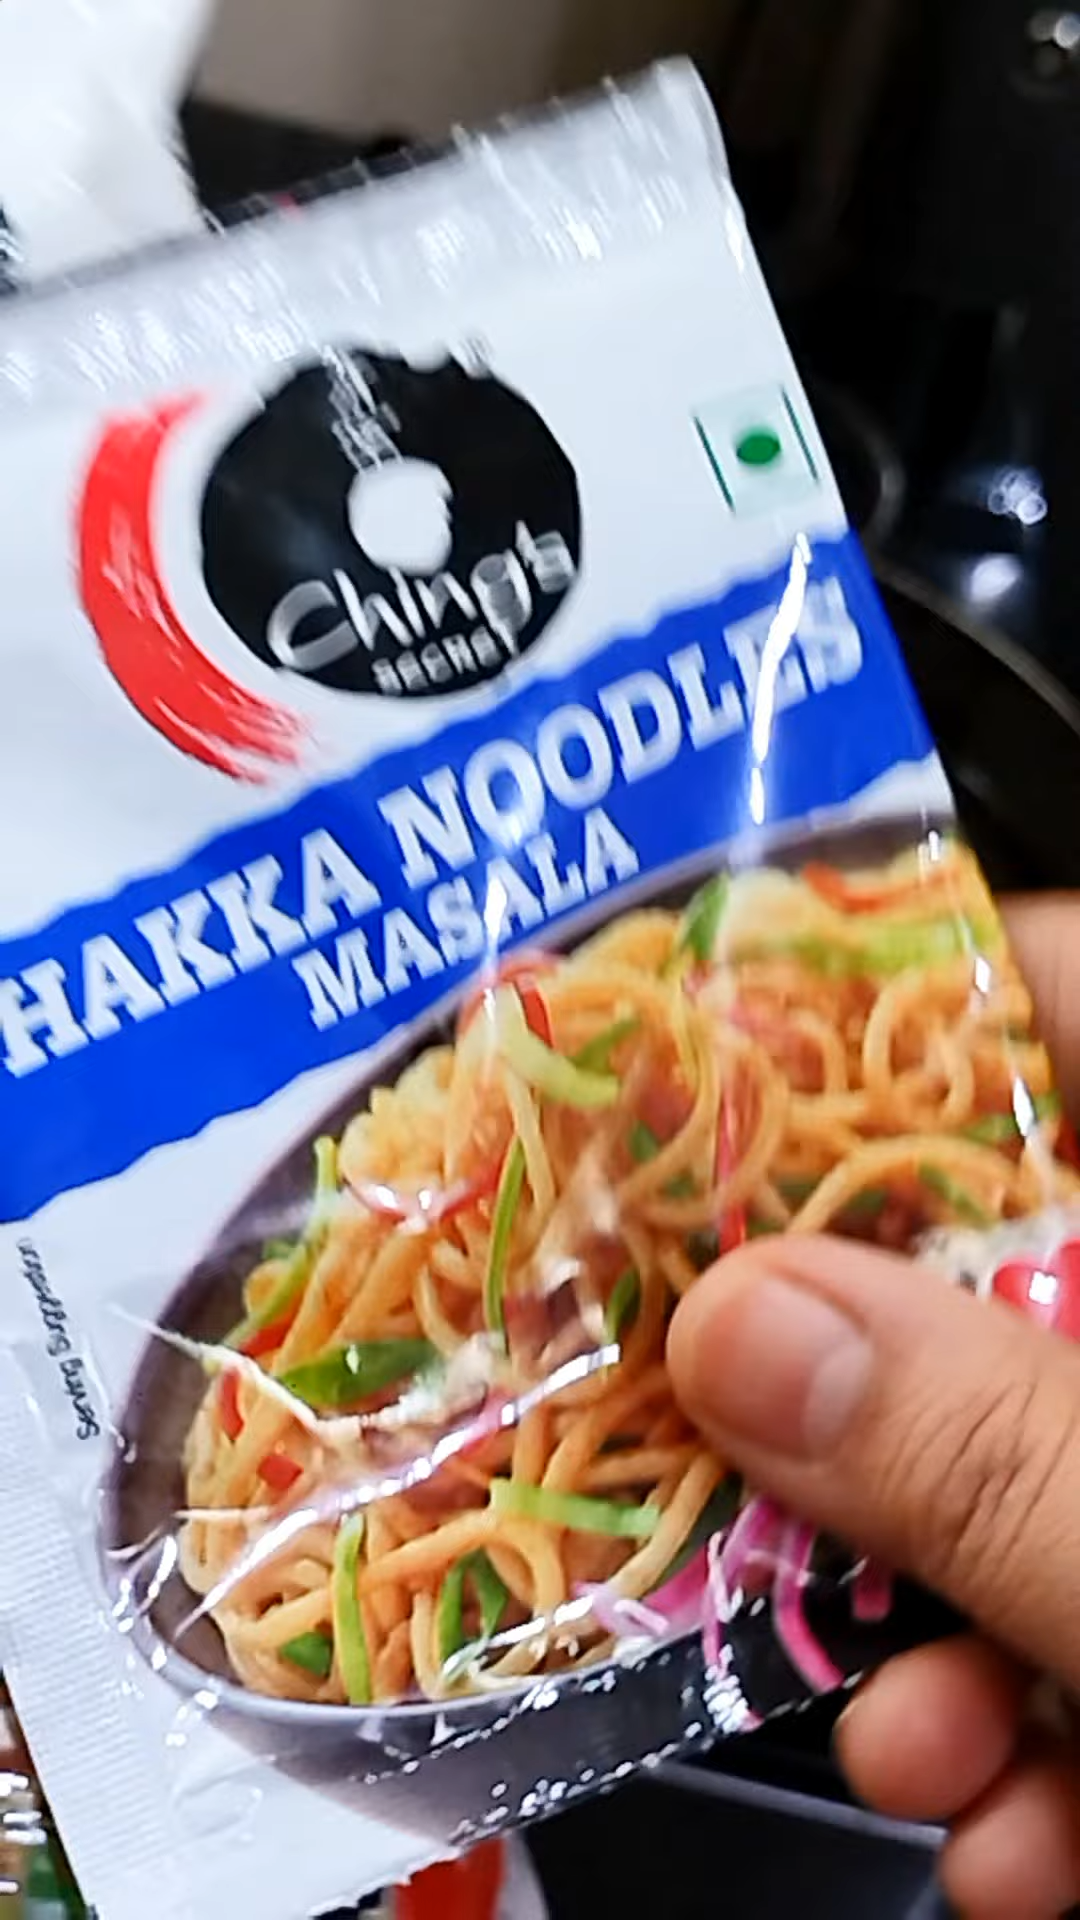 Ching's
SECRET
HAKKA NOODLES
MASALA
Serving Suggestion